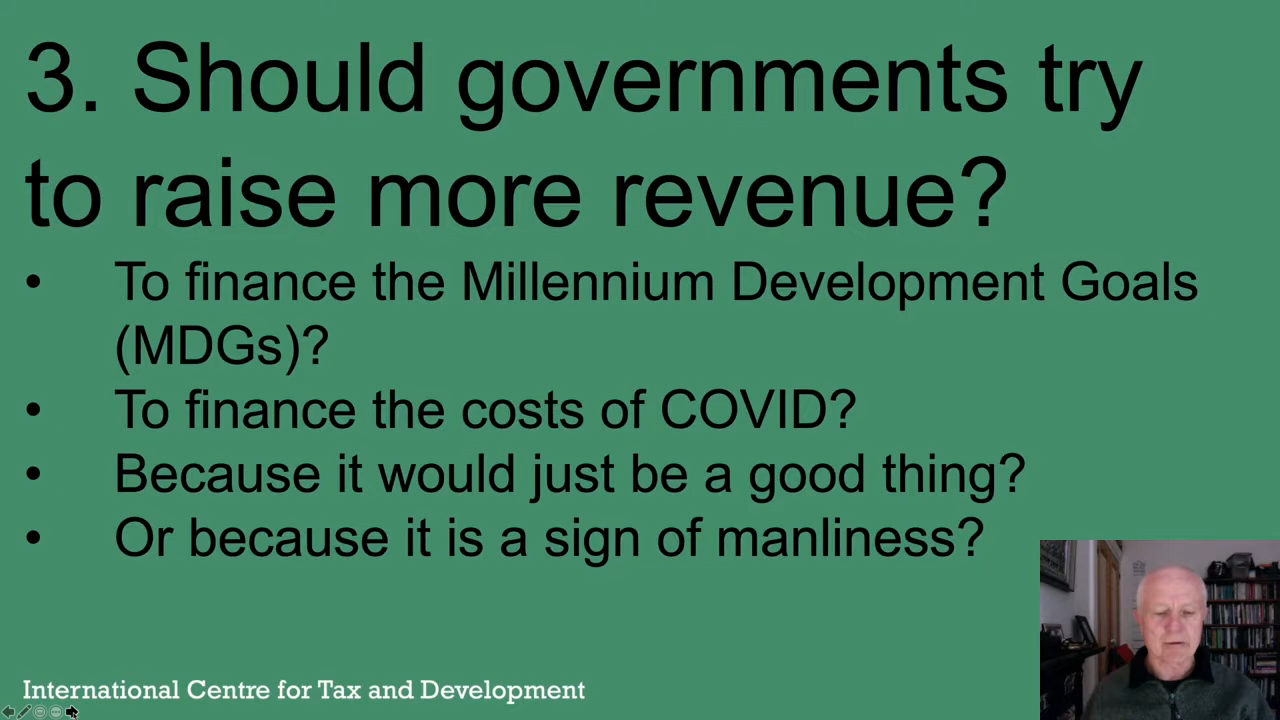 3. Should governments try
to raise more revenue?
• To finance the Millennium Development Goals
(MDGs)?
• To finance the costs of COVID?
• Because it would just be a good thing?
• Or because it is a sign of manliness?
International Centre for Tax and Development